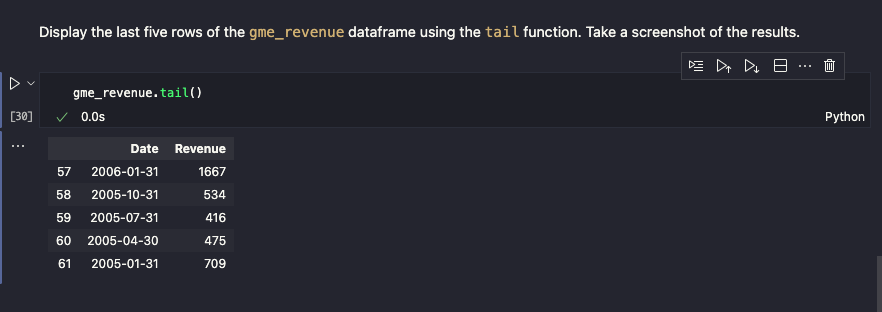 Display the last five rows of the gme_revenue dataframe using the tail function. Take a screenshot of the results.
gme_revenue.tail()
[30] 0.0s Python
Date Revenue
57 2006-01-31 1667
58 2005-10-31 534
59 2005-07-31 416
60 2005-04-30 475
61 2005-01-31 709